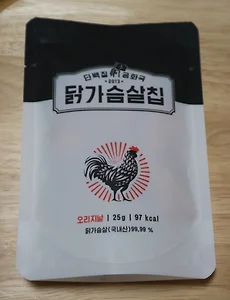 단백질 공화국
• 2013 •
닭가슴살칩
오리지날 | 25g | 97 kcal
닭가슴살(국내산)99.99 %